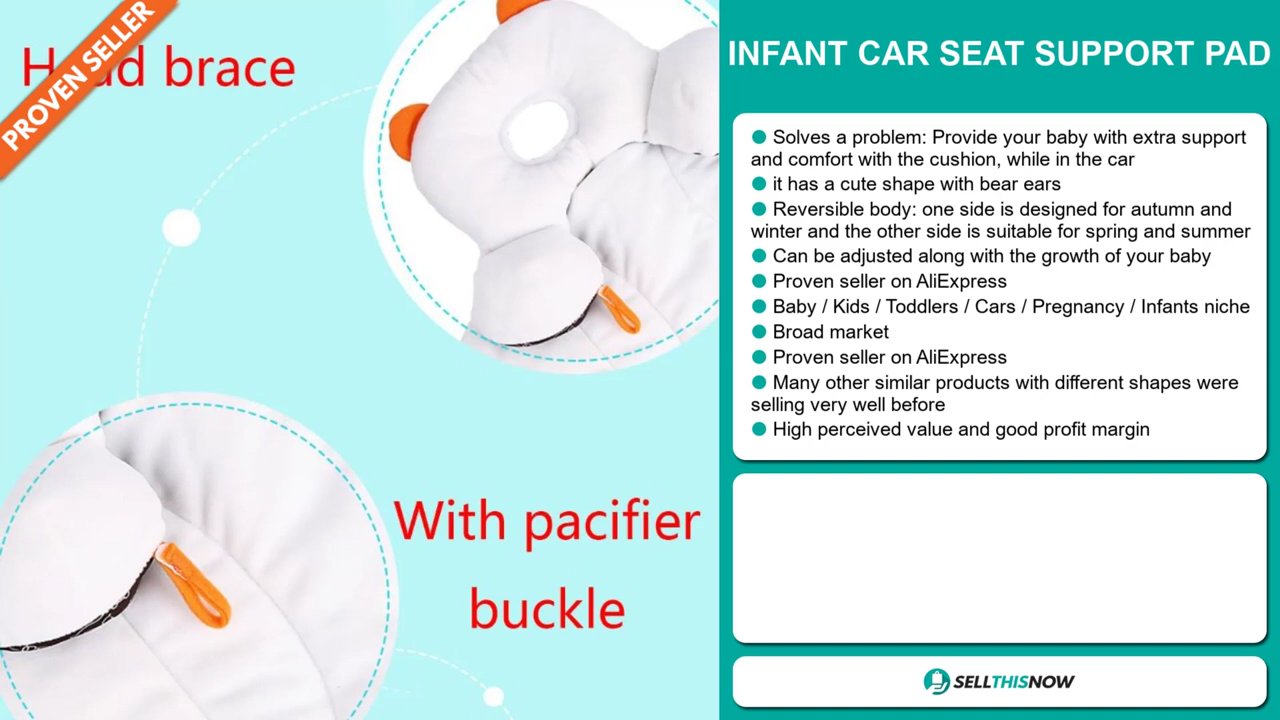 PROVEN SELLER
brace
With pacifier
buckle
INFANT CAR SEAT SUPPORT PAD
● Solves a problem: Provide your baby with extra support
and comfort with the cushion, while in the car
● it has a cute shape with bear ears
● Reversible body: one side is designed for autumn and
winter and the other side is suitable for spring and summer
● Can be adjusted along with the growth of your baby
● Proven seller on AliExpress
● Baby / Kids / Toddlers / Cars / Pregnancy / Infants niche
● Broad market
● Proven seller on AliExpress
● Many other similar products with different shapes were
selling very well before
● High perceived value and good profit margin
SELLTHISNOW